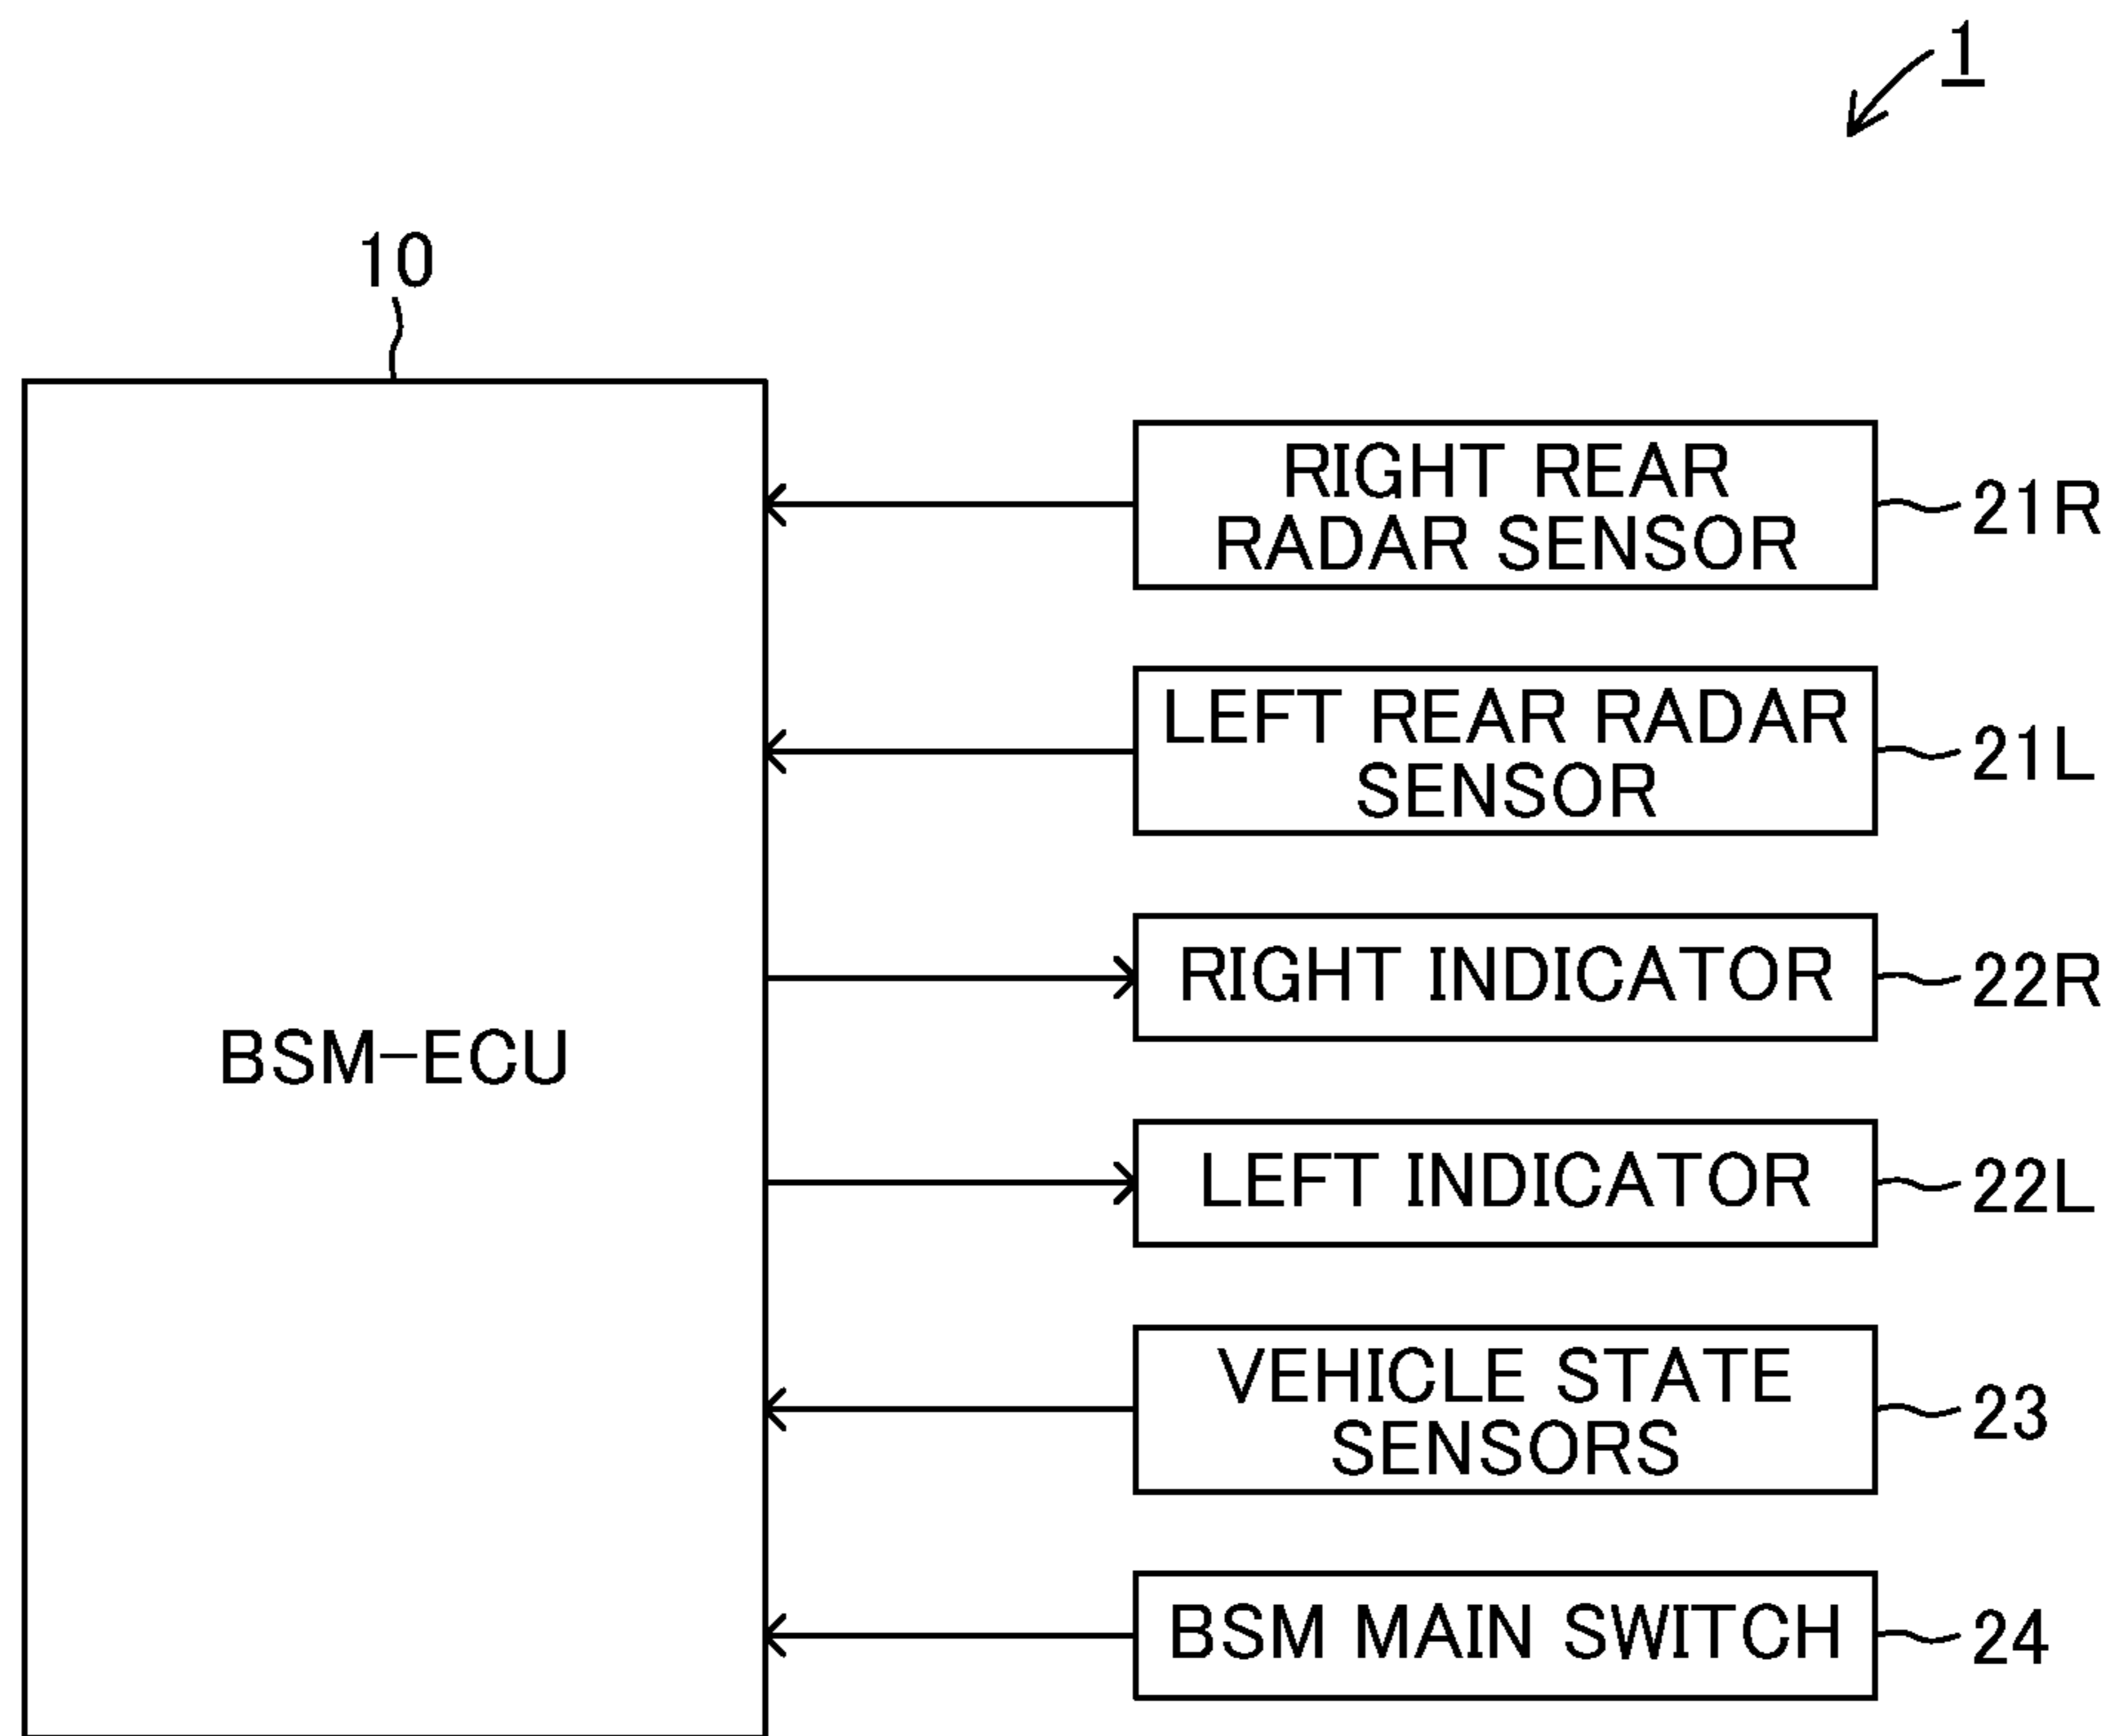 1
10
RIGHT REAR
RADAR SENSOR
21R
LEFT REAR RADAR
SENSOR
21L
RIGHT INDICATOR
22R
BSM-ECU
LEFT INDICATOR
22L
VEHICLE STATE
SENSORS
23
BSM MAIN SWITCH
24